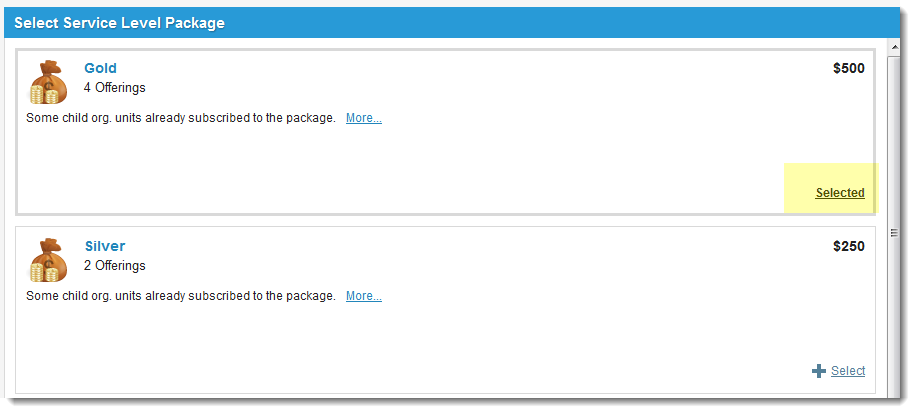 Select Service Level Package
Gold
$500
4 Offerings
Some child org. units already subscribed to the package. More...
Selected
Silver
$250
2 Offerings
Some child org. units already subscribed to the package. More...
Select